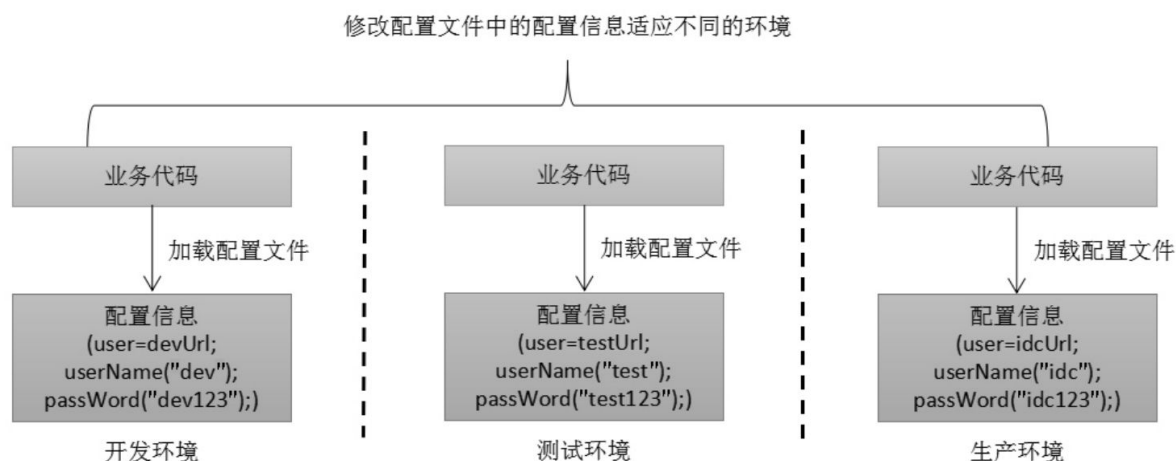 修改配置文件中的配置信息适应不同的环境
业务代码
业务代码
业务代码
加载配置文件
加载配置文件
加载配置文件
配置信息
(user=devUrl;
userName("dev");
passWord("dev123");)
配置信息
(user=testUrl;
userName("test");
passWord("test123");)
配置信息
(user=idcUrl;
userName("idc");
passWord("idc123");)
开发环境
测试环境
生产环境